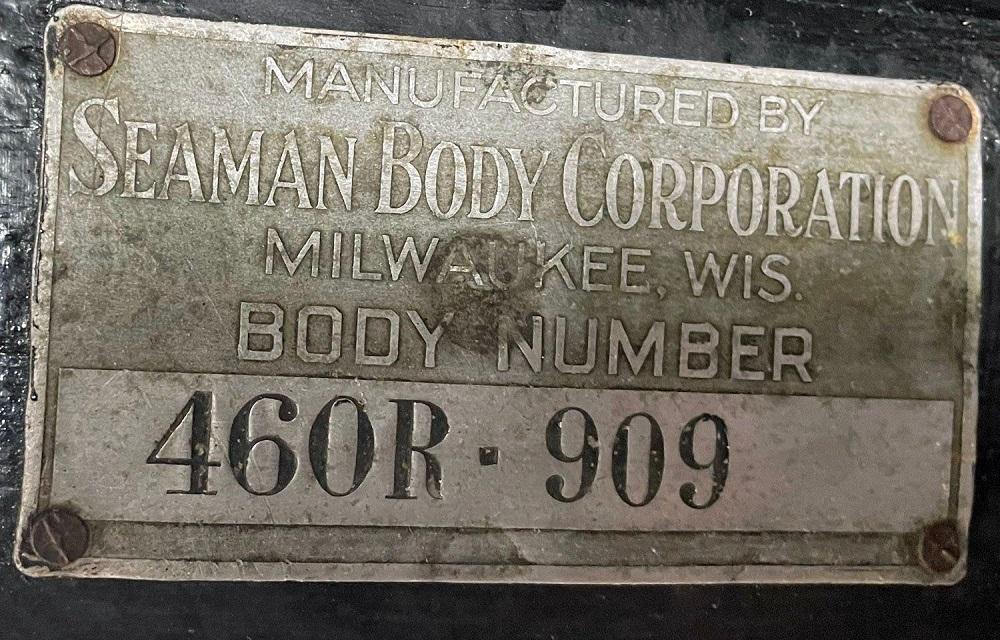 MANUFACTURED BY
SEAMAN BODY CORPORATION
MILWAUKEE, WIS.
BODY NUMBER
460R · 909